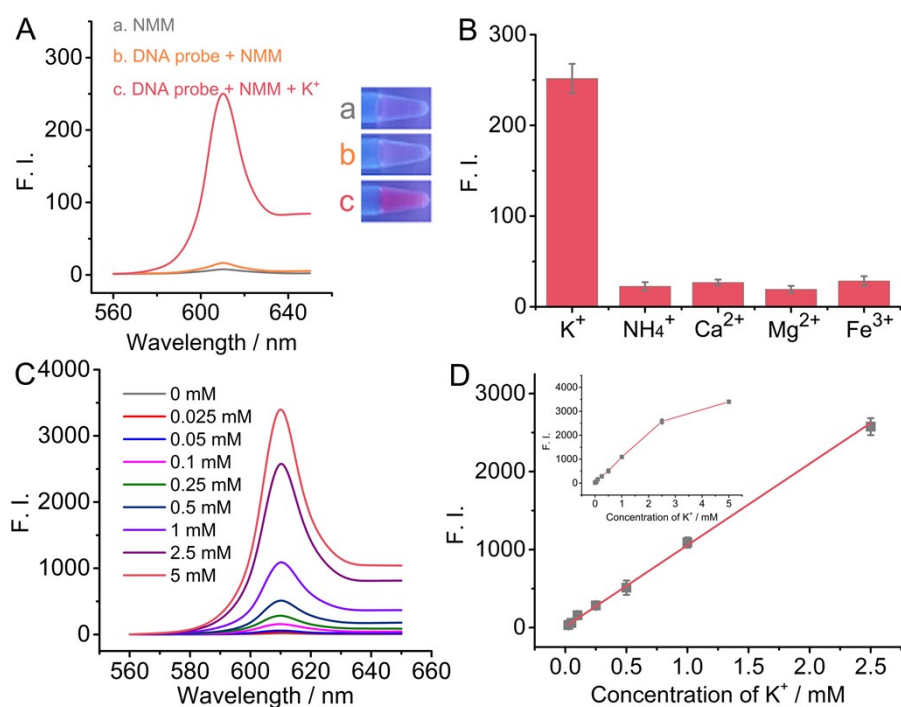 A
a. NMM
b. DNA probe + NMM
c. DNA probe + NMM + K⁺
300
200
100
0
F. I.
560
600
640
Wavelength / nm
a
b
c
B
300
200
100
0
F. I.
K⁺
NH₄⁺
Ca²⁺
Mg²⁺
Fe³⁺
C
4000
3000
2000
1000
0
F. I.
0 mM
0.025 mM
0.05 mM
0.1 mM
0.25 mM
0.5 mM
1 mM
2.5 mM
5 mM
560
580
600
620
640
660
Wavelength / nm
D
3000
2000
1000
0
F. I.
4000
3000
2000
1000
0
F. I.
0
1
2
3
4
5
Concentration of K⁺ / mM
0.0
0.5
1.0
1.5
2.0
2.5
Concentration of K⁺ / mM